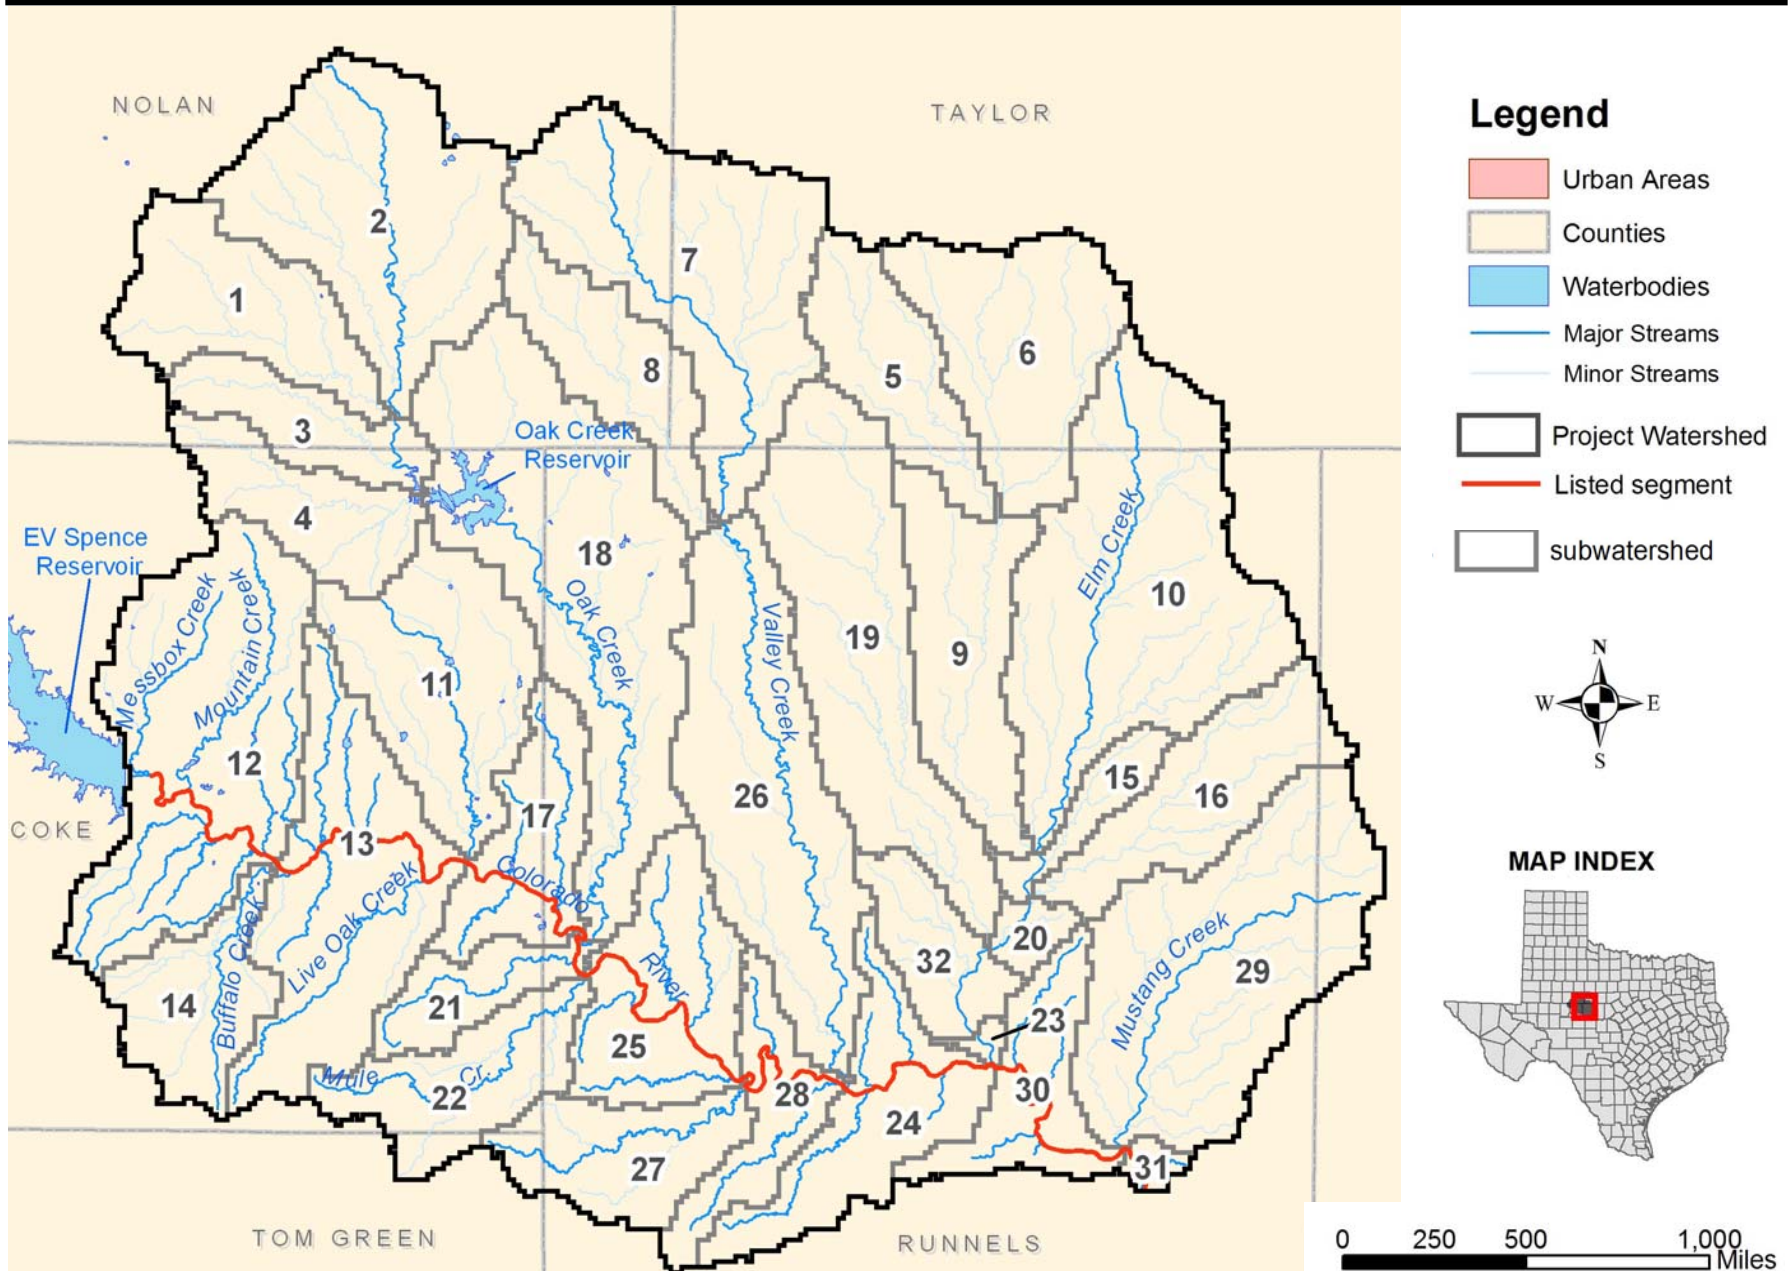 NOLAN
TAYLOR
2
7
1
6
8
5
3
Oak Creek
Reservoir
4
EV Spence
Reservoir
18
Messbox Creek
Mountain Creek
Oak Creek
Valley Creek
Elm Creek
10
19
9
11
12
17
26
15
16
COKE
13
Colorado
River
Buffalo Creek
Live Oak Creek
14
21
25
32
20
Mustang Creek
29
23
Mule Cr.
22
28
24
30
27
31
TOM GREEN
RUNNELS
Legend
Urban Areas
Counties
Waterbodies
Major Streams
Minor Streams
Project Watershed
Listed segment
subwatershed
N
W E
S
MAP INDEX
0 250 500 1,000
Miles